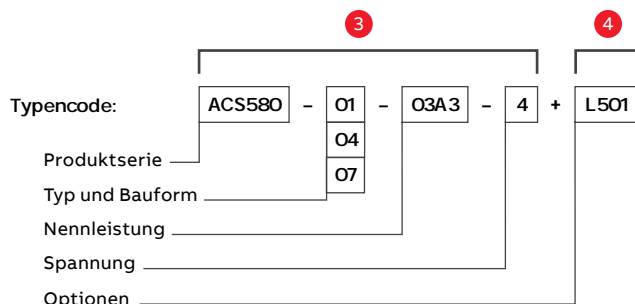 3 4
Typencode: ACS580 – 01 – 03A3 – 4 + L501
04
07
Produktserie
Typ und Bauform
Nennleistung
Spannung
Optionen